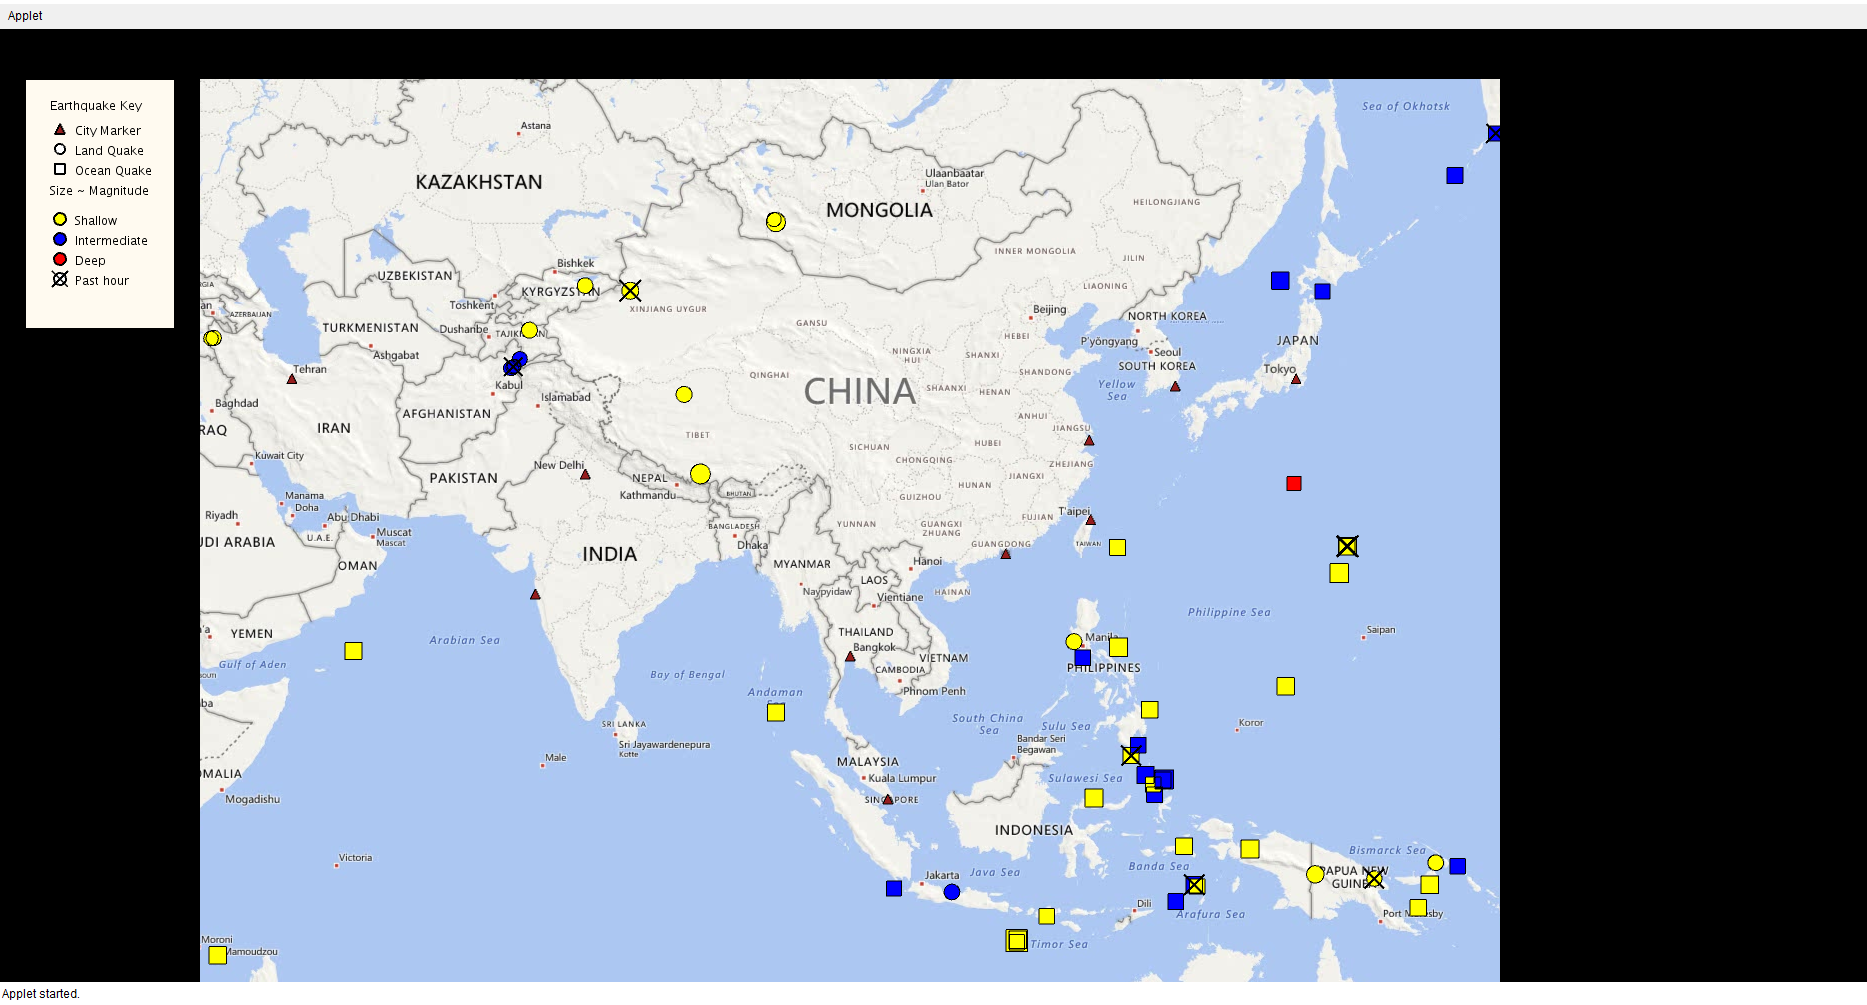 Applet
Earthquake Key
City Marker
Land Quake
Ocean Quake
Size ~ Magnitude
Shallow
Intermediate
Deep
Past hour
Sea of Okhotsk
Astana
KAZAKHSTAN
Ulaanbaatar
Ulan Bator
MONGOLIA
HEILONGJIANG
INNER MONGOLIA
JILIN
Bishkek
UZBEKISTAN
KYRGYZSTAN
LIAONING
Toshkent
XINJIANG UYGUR
AZERBAIJAN
Beijing
NORTH KOREA
TURKMENISTAN
Dushanbe
TAJIKISTAN
GANSU
HEBEI
P'yŏngyang
JAPAN
Ashgabat
NINGXIA
HUI
SHANXI
Seoul
SOUTH KOREA
Tehran
Kabul
QINGHAI
SHANDONG
Tokyo
CHINA
SHAANXI
HENAN
Yellow
Sea
Baghdad
AFGHANISTAN
Islamabad
ANHUI
JIANGSU
RAQ
IRAN
TIBET
SICHUAN
HUBEI
Kuwait City
New Delhi
CHONGQING
ZHEJIANG
PAKISTAN
NEPAL
Kathmandu
JIANGXI
HUNAN
Manama
Doha
BHUTAN
GUIZHOU
Riyadh
Abu Dhabi
U.A.E.
Muscat
Mascat
BANGLADESH
YUNNAN
GUANGXI
ZHUANG
FUJIAN
T'aipei
UDI ARABIA
INDIA
Dhaka
GUANGDONG
TAIWAN
OMAN
MYANMAR
Hanoi
LAOS
Naypyidaw
Vientiane
HAINAN
Philippine Sea
YEMEN
Arabian Sea
THAILAND
Bangkok
Manila
Saipan
Gulf of Aden
VIETNAM
CAMBODIA
PHILIPPINES
Bay of Bengal
Phnom Penh
Andaman
South China
Sea
Sulu Sea
Koror
SRI LANKA
Sri Jayawardenepura
Kotte
Bandar Seri
Begawan
Male
MALAYSIA
Kuala Lumpur
OMALIA
Sulawesi Sea
Mogadishu
SINGAPORE
INDONESIA
Victoria
Bismarck Sea
Banda Sea
Java Sea
PAPUA NEW
GUINEA
Jakarta
Dili
Arafura Sea
Port Moresby
Moroni
Mamoudzou
Timor Sea
Applet started.